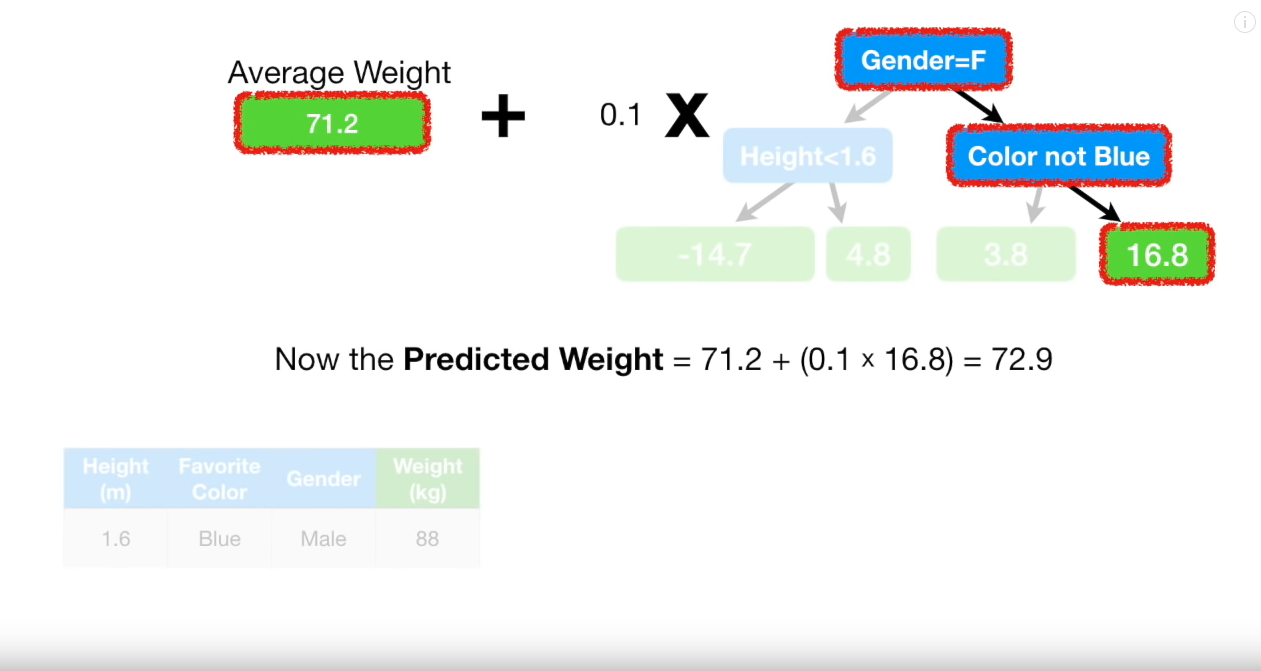 Average Weight
71.2
+
0.1 X
Gender=F
Height<1.6
Color not Blue
-14.7
4.8
3.8
16.8
Now the Predicted Weight = 71.2 + (0.1 x 16.8) = 72.9
Height (m) Favorite Color Gender Weight (kg)
1.6 Blue Male 88